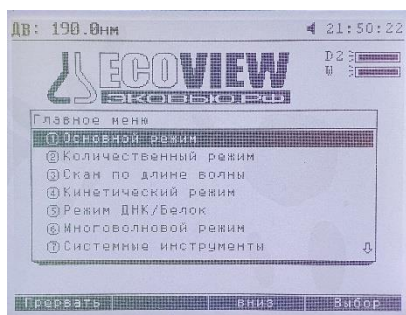 ДВ: 190.0нм 21:50:22
D2
W
ECOVIEW
ЭКОВЬЮ.РФ
Главное меню
①Основной режим
②Количественный режим
③Скан по длине волны
④Кинетический режим
⑤Режим ДНК/Белок
⑥Многоволновой режим
⑦Системные инструменты
Прервать вниз Выбор